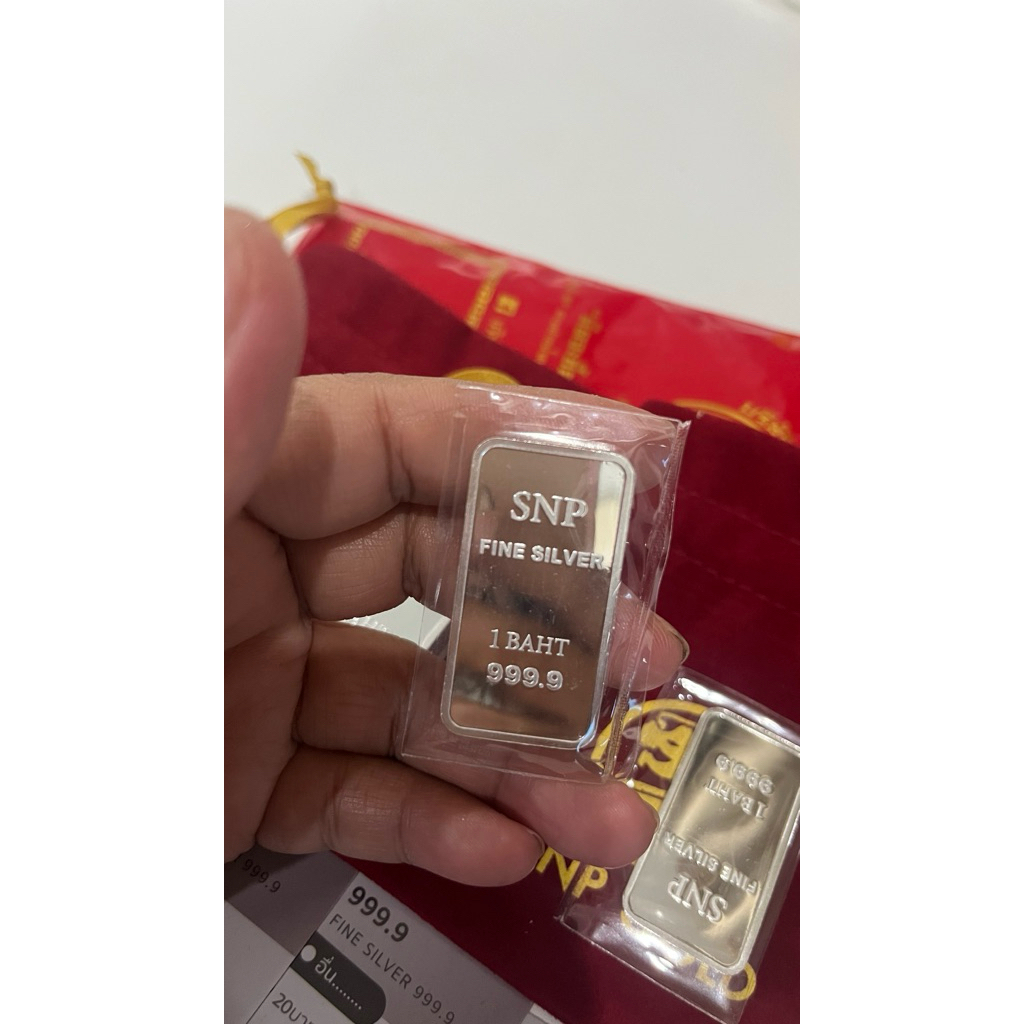 SNP
FINE SILVER
1 BAHT
999.9
SNP
FINE SILVER
1 BAHT
999.9
999.9
999.9
FINE SILVER 999.9
อื่น........